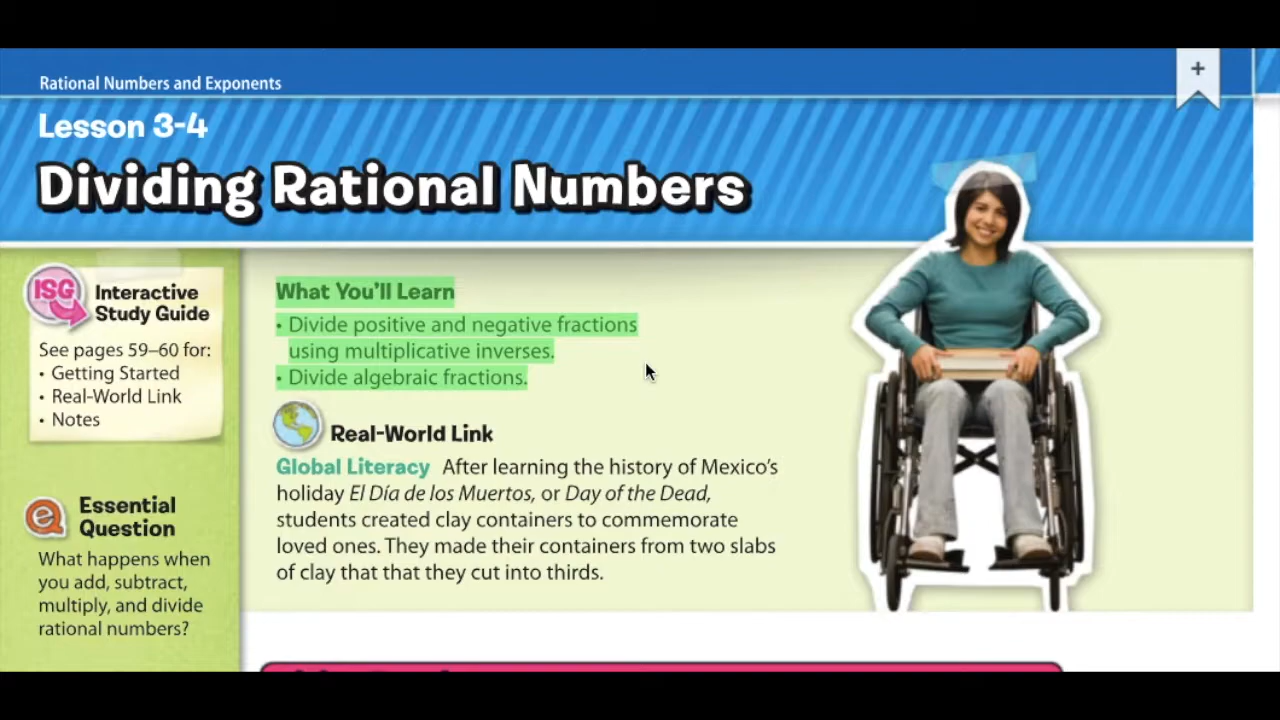 Rational Numbers and Exponents
+
Lesson 3-4
Dividing Rational Numbers
ISG
Interactive
Study Guide
See pages 59–60 for:
• Getting Started
• Real-World Link
• Notes
e
Essential
Question
What happens when
you add, subtract,
multiply, and divide
rational numbers?
What You'll Learn
• Divide positive and negative fractions
using multiplicative inverses.
• Divide algebraic fractions.
Real-World Link
Global Literacy After learning the history of Mexico's
holiday El Día de los Muertos, or Day of the Dead,
students created clay containers to commemorate
loved ones. They made their containers from two slabs
of clay that that they cut into thirds.